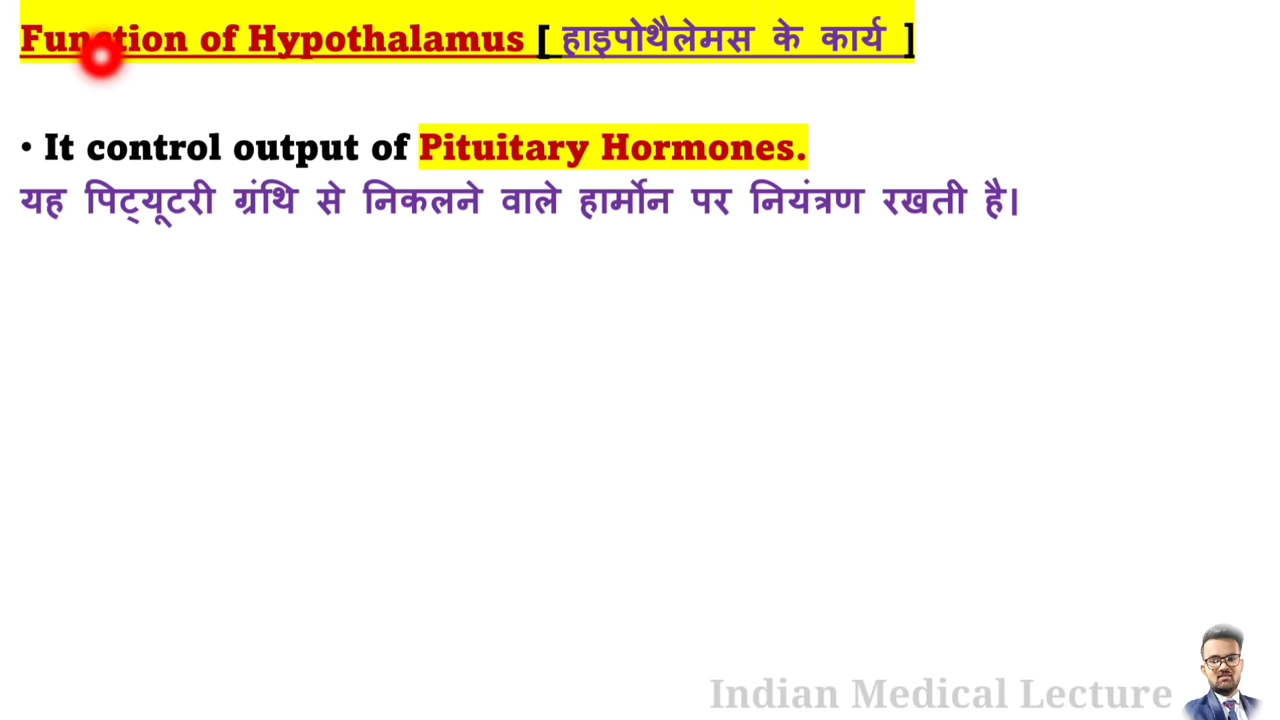 Function of Hypothalamus [ हाइपोथैलेमस के कार्य ]
• It control output of Pituitary Hormones.
यह पिट्यूटरी ग्रंथि से निकलने वाले हार्मोन पर नियंत्रण रखती है।
Indian Medical Lecture